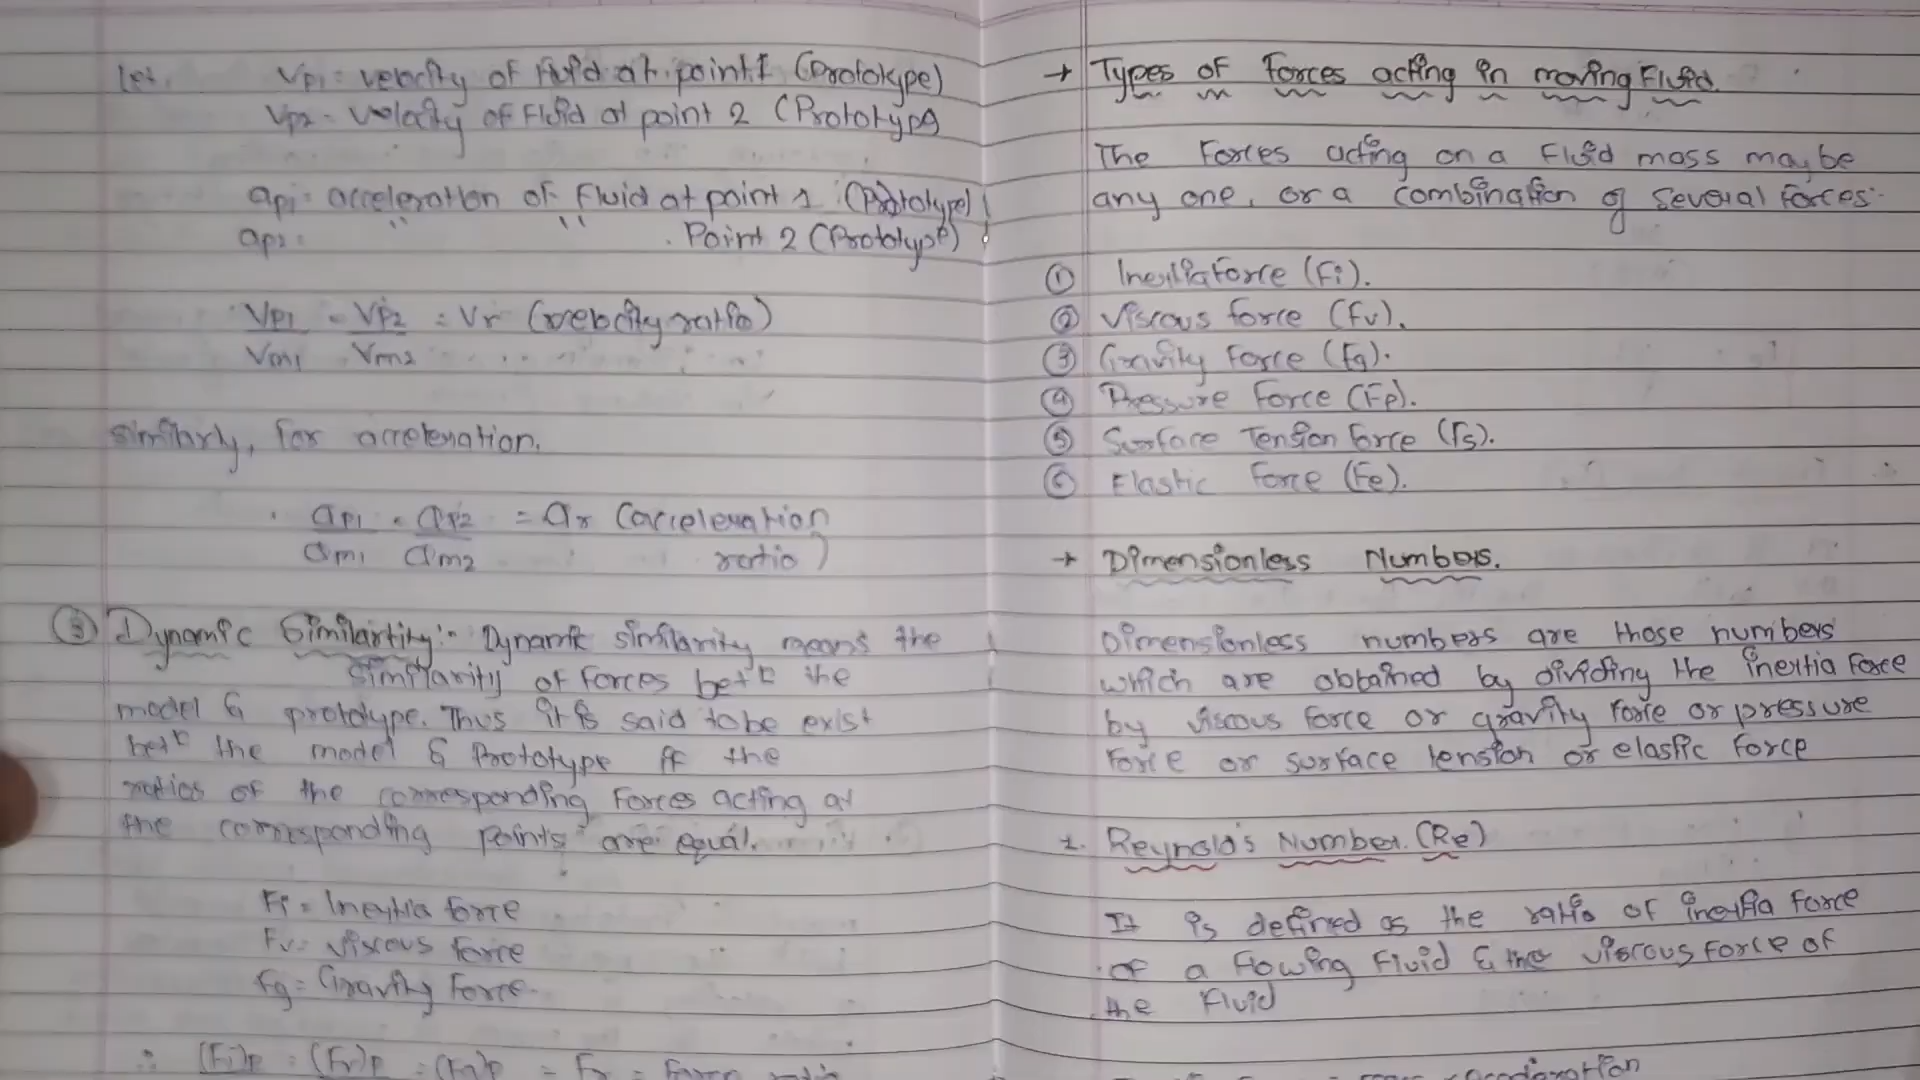 Let. Vp1 = velocity of fluid at point 1 (Prototype)
Vp2 = velocity of Fluid at point 2 (Prototype)
ap1 = acceleration of Fluid at point 1 (Prototype)
ap2 = " " Point 2 (Prototype)
Vp1 = Vp2 = Vr (velocity ratio)
Vm1 Vm2
similarly, for acceleration.
ap1 = ap2 = ar (acceleration
am1 am2 ratio)
③ Dynamic Similartity:- Dynamic similarity means the
similarity of forces betn the
model & prototype. Thus it is said to be exist
betn the model & Prototype if the
ratios of the corresponding Forces acting at
the corresponding points are equal.
Fi = Inertia force
Fv = Viscous force
Fg = Gravity Force
∴ (Fi)p = (Fv)p = (Fg)p = Fr = Force ratio
→ Types of Forces acting in moving Fluid.
The Forces acting on a Fluid mass may be
any one, or a combination of several forces.
① Inertia Force (Fi).
② Viscous force (Fv).
③ Gravity Force (Fg).
④ Pressure Force (Fp).
⑤ Surface Tension force (Fs).
⑥ Elastic Force (Fe).
→ Dimensionless Numbers.
Dimensionless numbers are those numbers
which are obtained by dividing the inertia Force
by viscous force or gravity force or pressure
force or surface tension or elastic force
1. Reynold's Number. (Re)
It is defined as the ratio of inertia force
of a flowing Fluid & the viscous force of
the Fluid